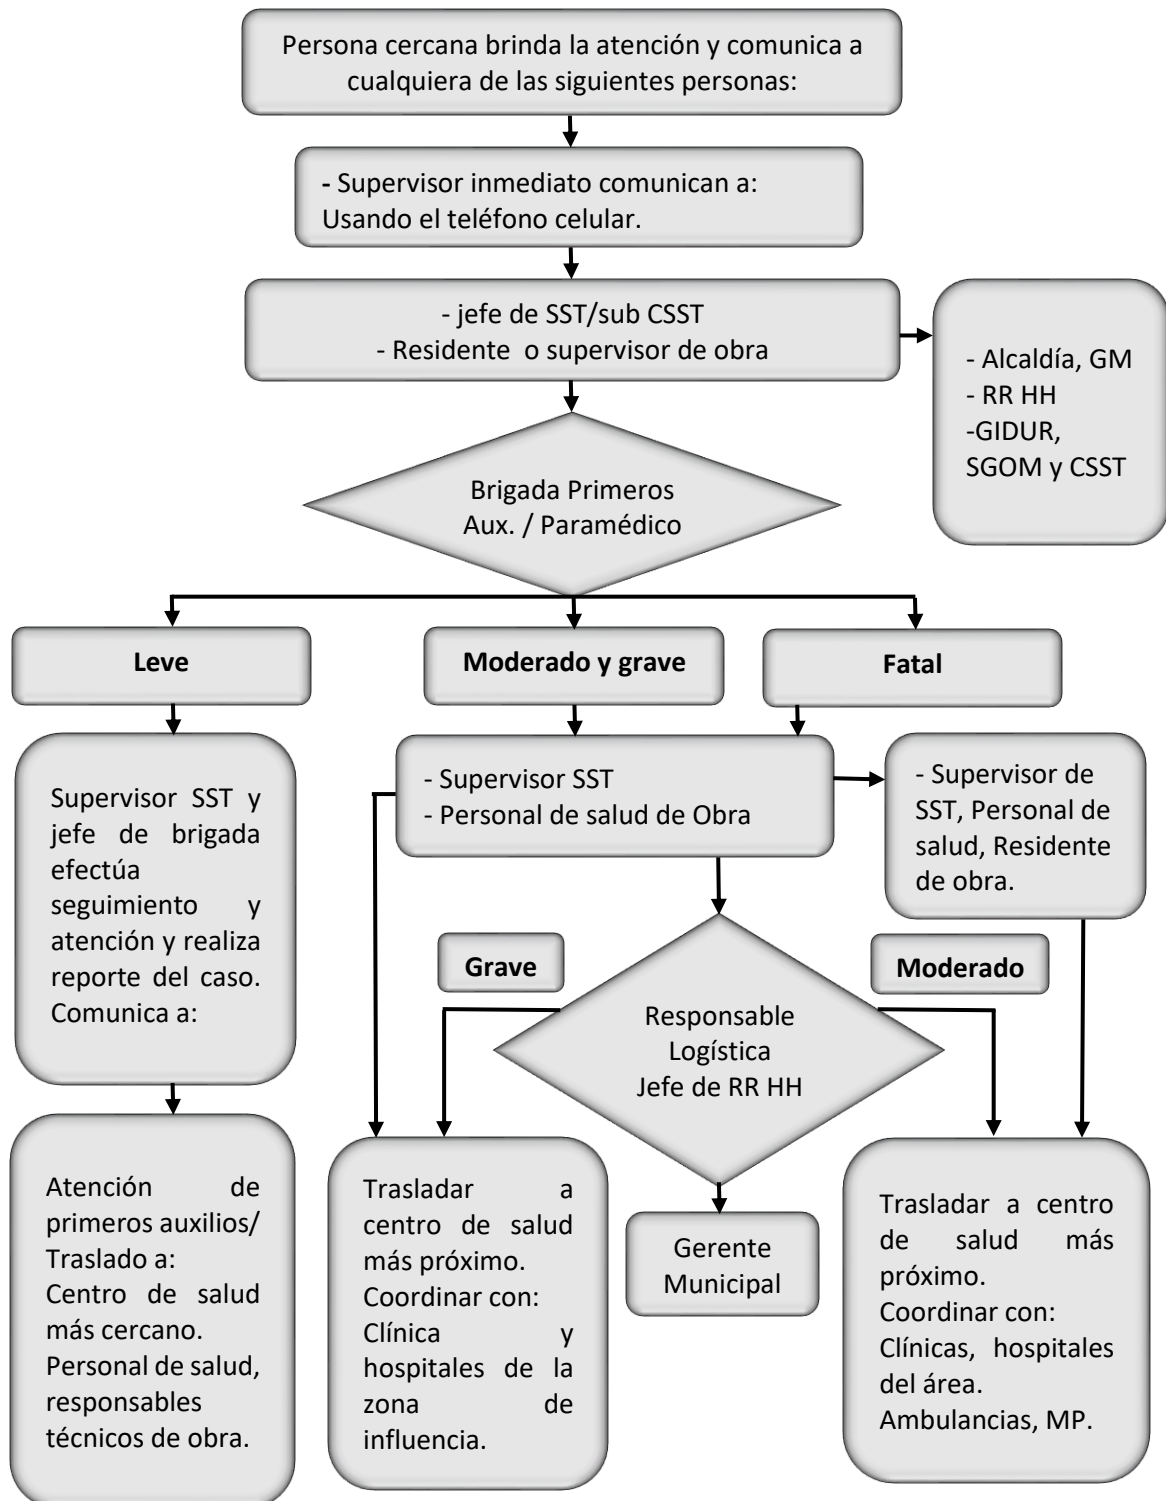 Persona cercana brinda la atención y comunica a
cualquiera de las siguientes personas:
- Supervisor inmediato comunican a:
Usando el teléfono celular.
- jefe de SST/sub CSST
- Residente o supervisor de obra
- Alcaldía, GM
- RR HH
-GIDUR,
SGOM y CSST
Brigada Primeros
Aux. / Paramédico
Leve
Moderado y grave
Fatal
Supervisor SST y
jefe de brigada
efectúa
seguimiento y
atención y realiza
reporte del caso.
Comunica a:
- Supervisor SST
- Personal de salud de Obra
- Supervisor de
SST, Personal de
salud, Residente
de obra.
Grave
Moderado
Responsable
Logística
Jefe de RR HH
Atención de
primeros auxilios/
Traslado a:
Centro de salud
más cercano.
Personal de salud,
responsables
técnicos de obra.
Trasladar a
centro de salud
más próximo.
Coordinar con:
Clínica y
hospitales de la
zona de
influencia.
Gerente
Municipal
Trasladar a centro
de salud más
próximo.
Coordinar con:
Clínicas, hospitales
del área.
Ambulancias, MP.